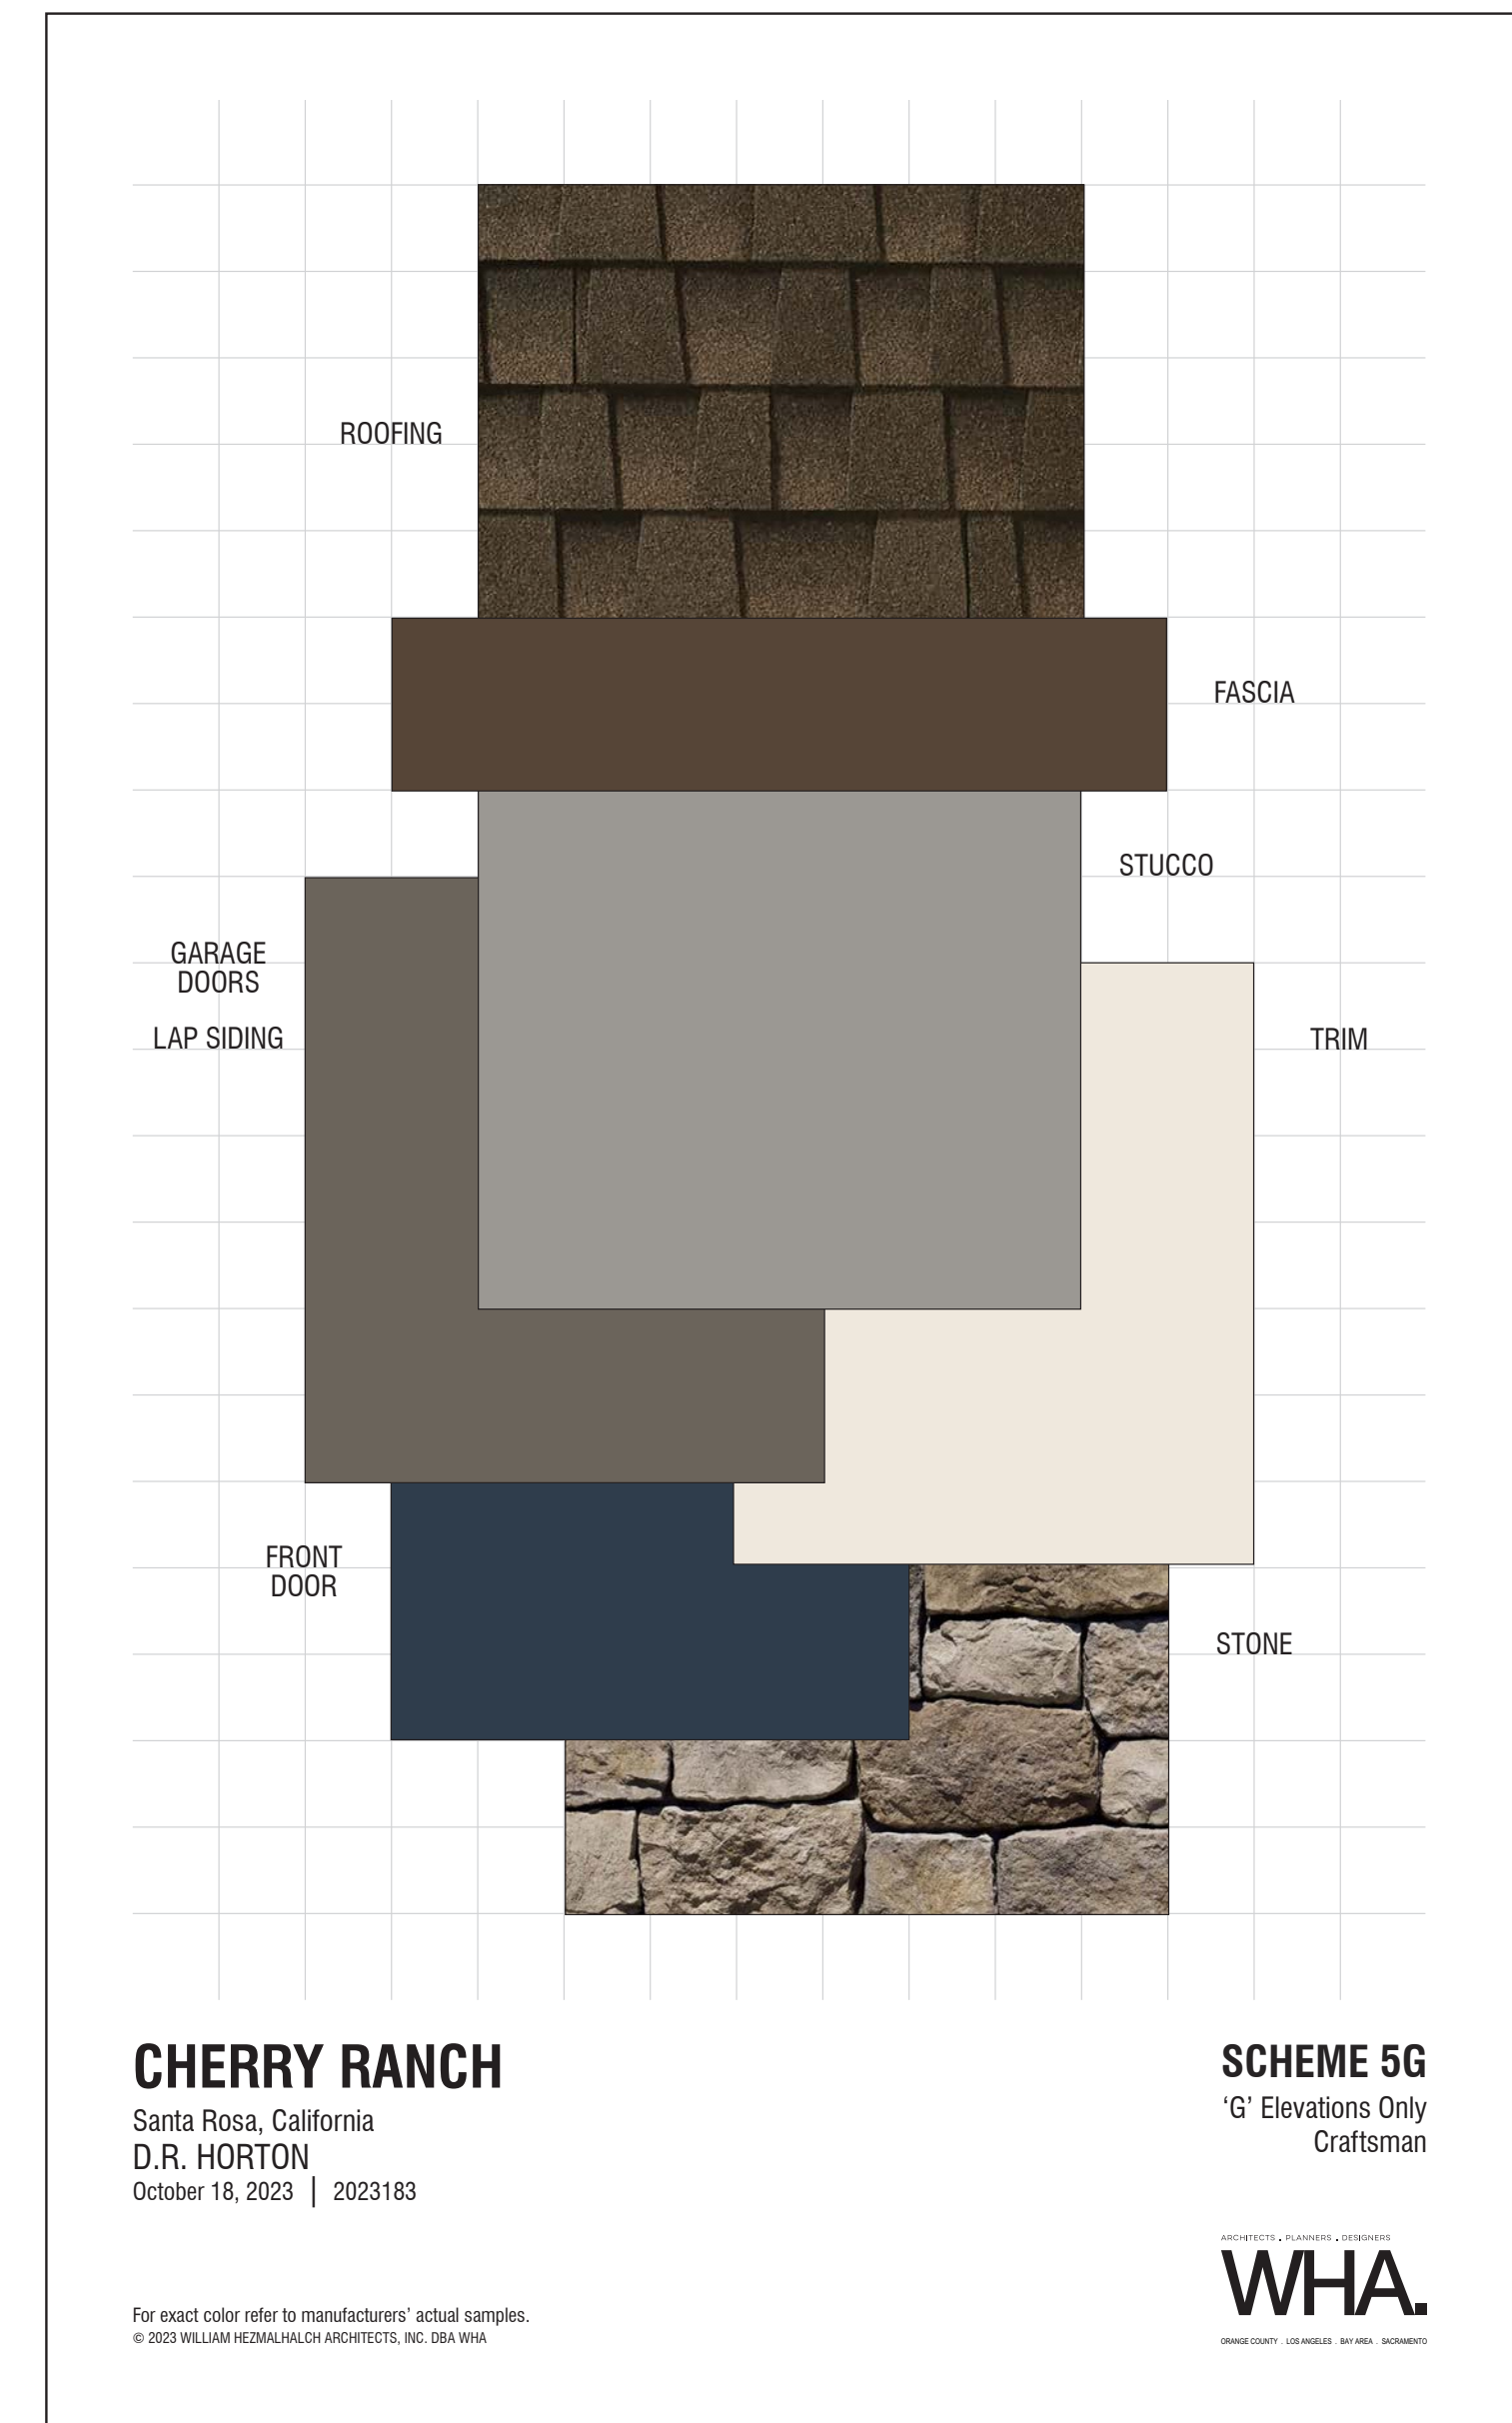 ROOFING
FASCIA
STUCCO
GARAGE
DOORS
LAP SIDING
TRIM
FRONT
DOOR
STONE
CHERRY RANCH
Santa Rosa, California
D.R. HORTON
October 18, 2023 | 2023183
SCHEME 5G
‘G’ Elevations Only
Craftsman
ARCHITECTS . PLANNERS . DESIGNERS
WHA.
ORANGE COUNTY . LOS ANGELES . BAY AREA . SACRAMENTO
For exact color refer to manufacturers’ actual samples.
© 2023 WILLIAM HEZMALHALCH ARCHITECTS, INC. DBA WHA